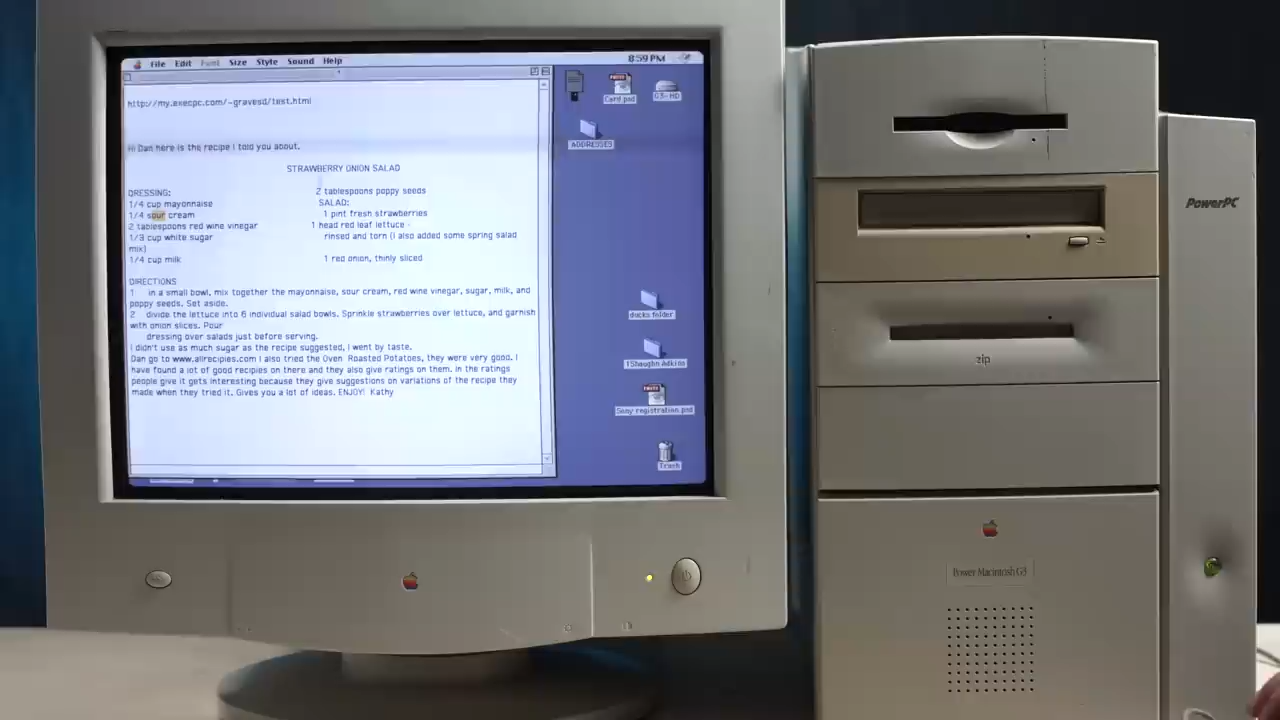 File Edit Font Size Style Sound Help
8:59 PM
http://my.execpc.com/~gravesd/test.html
Hi Dan here is the recipe I told you about.
STRAWBERRY ONION SALAD
DRESSING: 2 tablespoons poppy seeds
1/4 cup mayonnaise SALAD:
1/4 sour cream 1 pint fresh strawberries
2 tablespoons red wine vinegar 1 head red leaf lettuce -
1/3 cup white sugar rinsed and torn (I also added some spring salad
mix)
1/4 cup milk 1 red onion, thinly sliced
DIRECTIONS
1 in a small bowl, mix together the mayonnaise, sour cream, red wine vinegar, sugar, milk, and
poppy seeds. Set aside.
2 divide the lettuce into 6 individual salad bowls. Sprinkle strawberries over lettuce, and garnish
with onion slices. Pour
dressing over salads just before serving.
I didn't use as much sugar as the recipe suggested, I went by taste.
Dan go to www.allrecipies.com I also tried the Oven Roasted Potatoes, they were very good. I
have found a lot of good recipies on there and they also give ratings on them. In the ratings
people give it gets interesting because they give suggestions on variations of the recipe they
made when they tried it. Gives you a lot of ideas. ENJOY! Kathy
Card.psd
G3- HD
ADDRESSES
ducks folder
1Shaughn Adkins
Sony registration.psd
Trash
PowerPC
zip
Power Macintosh G3